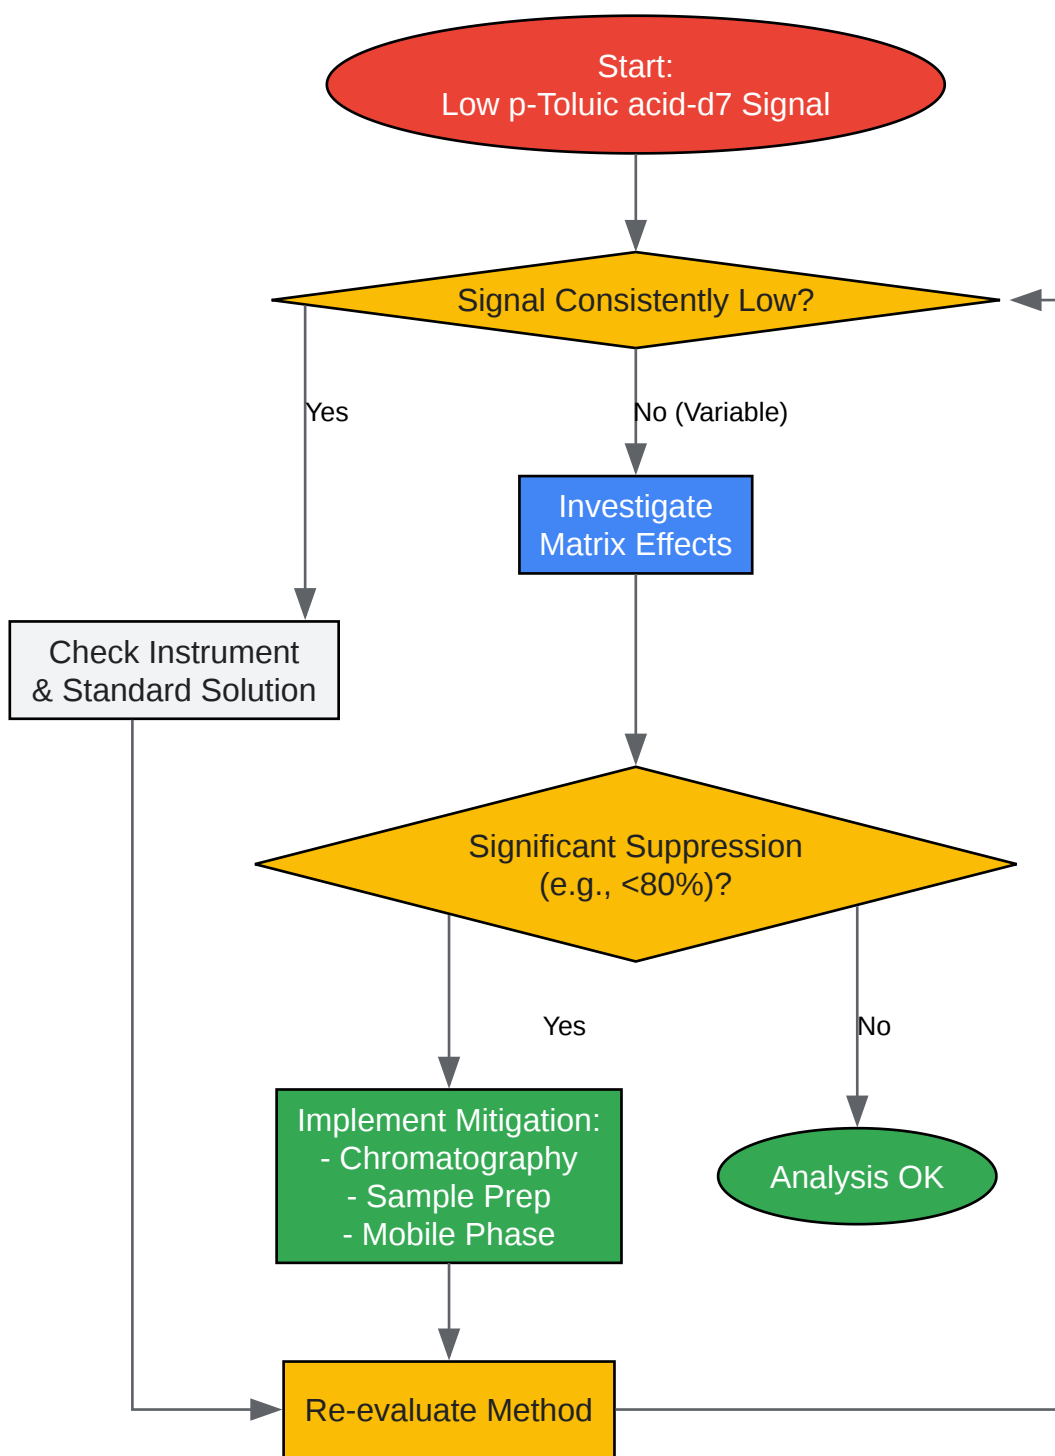 Start:
Low p-Toluic acid-d7 Signal
Signal Consistently Low?
Yes
No (Variable)
Investigate
Matrix Effects
Check Instrument
& Standard Solution
Significant Suppression
(e.g., <80%)?
Yes
No
Implement Mitigation:
- Chromatography
- Sample Prep
- Mobile Phase
Analysis OK
Re-evaluate Method